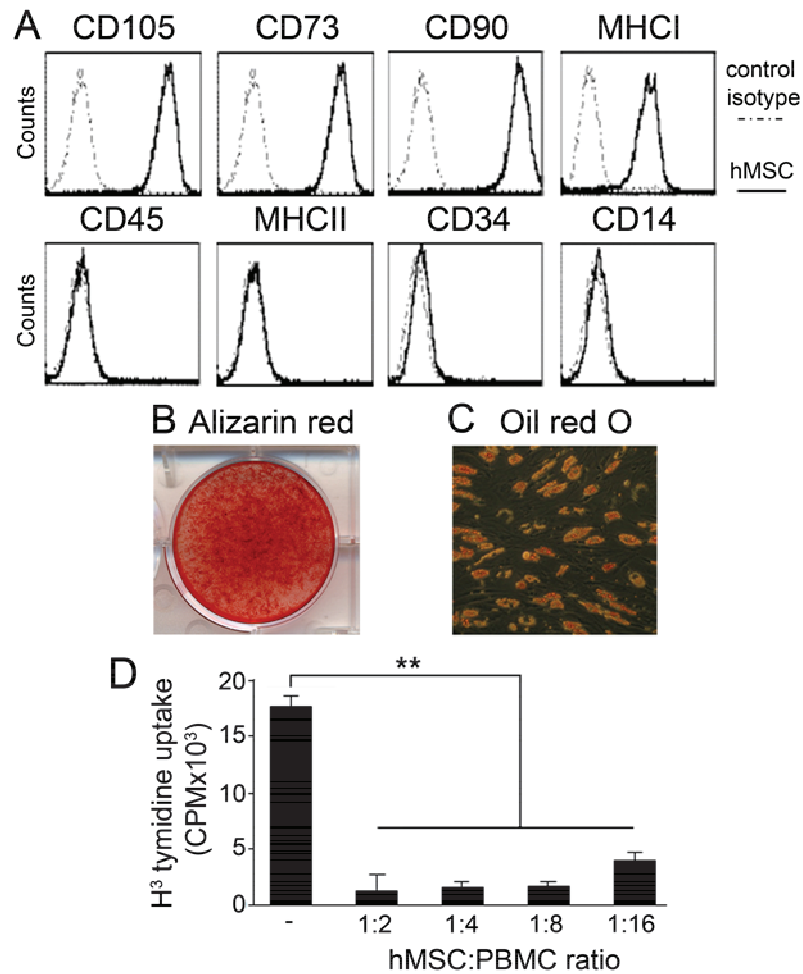 A
CD105 CD73 CD90 MHCI
control
isotype
hMSC
Counts
CD45 MHCII CD34 CD14
Counts
B Alizarin red
C Oil red O
D
H³ tymidine uptake
(CPMx10³)
20
15
10
5
0
**
- 1:2 1:4 1:8 1:16
hMSC:PBMC ratio